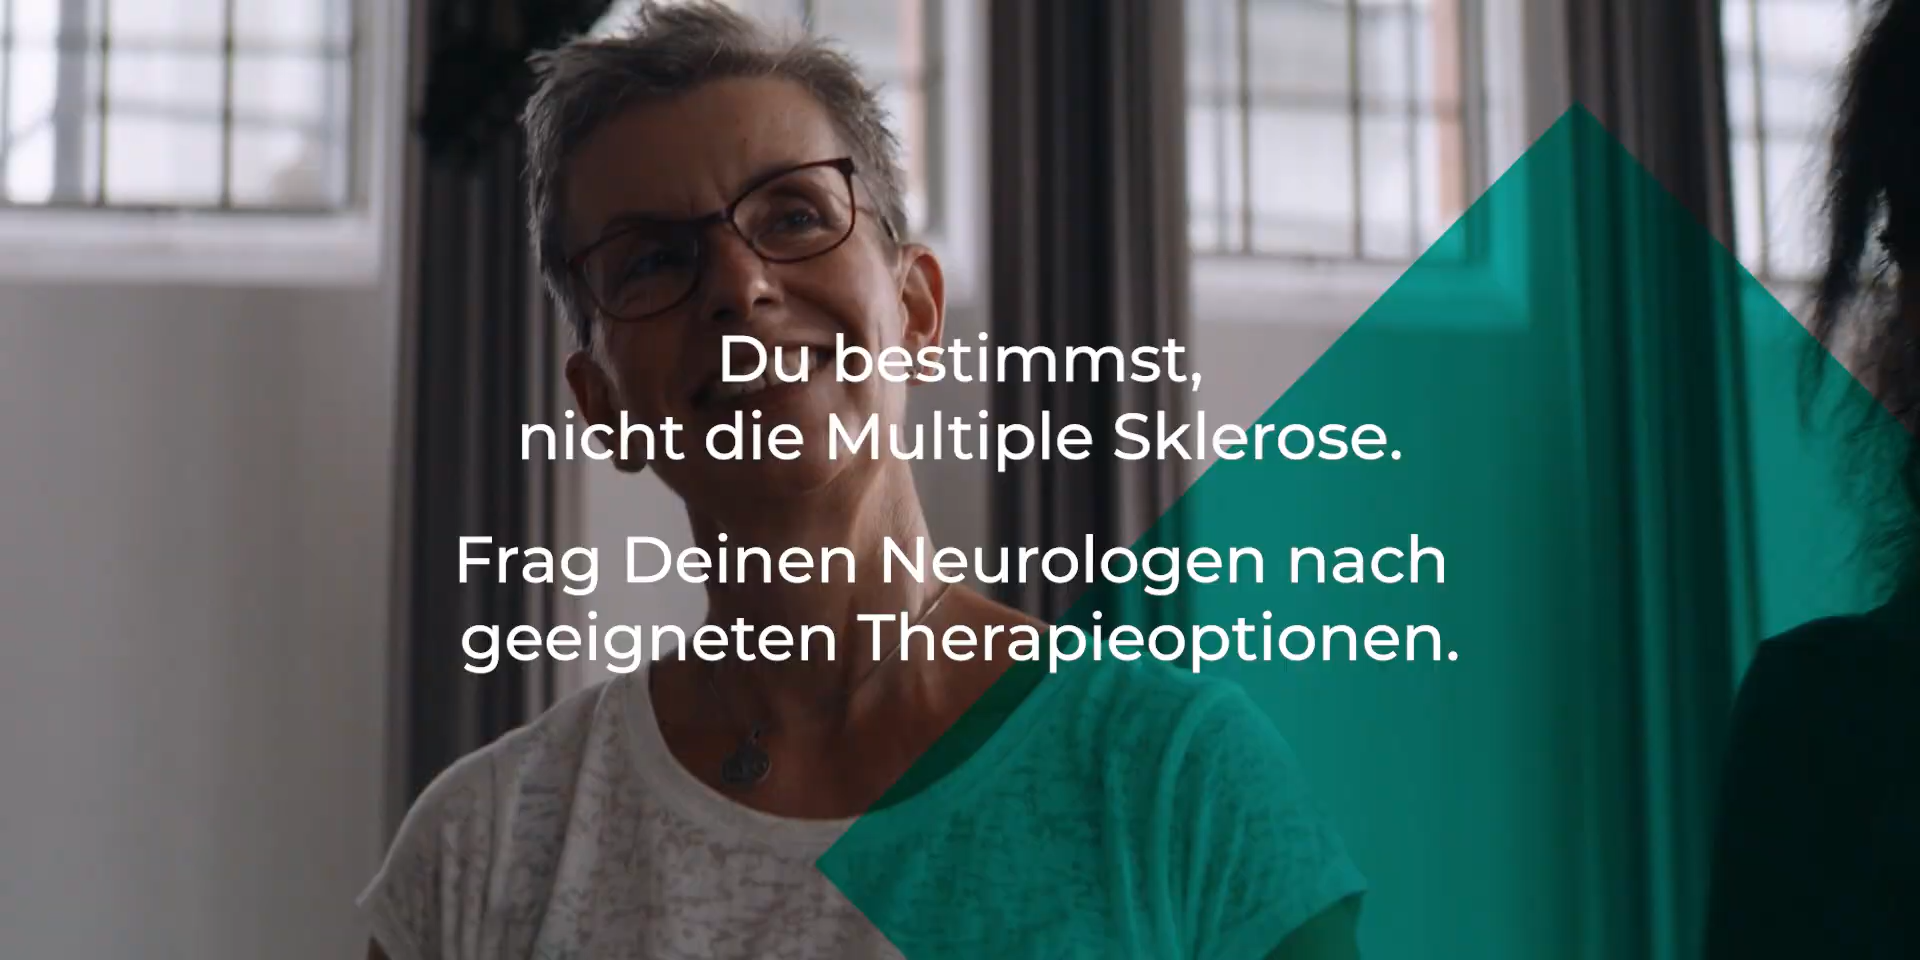 Du bestimmst,
nicht die Multiple Sklerose.
Frag Deinen Neurologen nach
geeigneten Therapieoptionen.